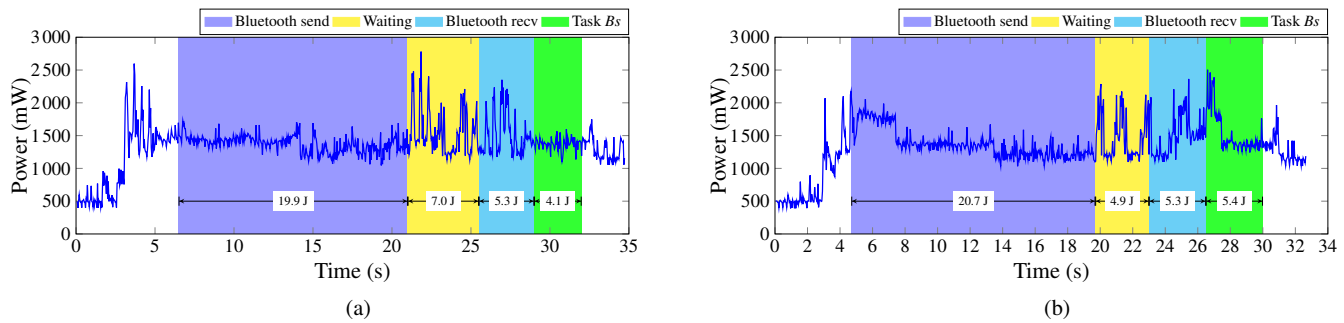 Bluetooth send Waiting Bluetooth recv Task Bs
3 000
2 500
2 000
1 500
1 000
500
0
Power (mW)
19.9 J 7.0 J 5.3 J 4.1 J
0 5 10 15 20 25 30 35
Time (s)
(a)
Bluetooth send Waiting Bluetooth recv Task Bs
3 000
2 500
2 000
1 500
1 000
500
0
Power (mW)
20.7 J 4.9 J 5.3 J 5.4 J
0 2 4 6 8 10 12 14 16 18 20 22 24 26 28 30 32 34
Time (s)
(b)